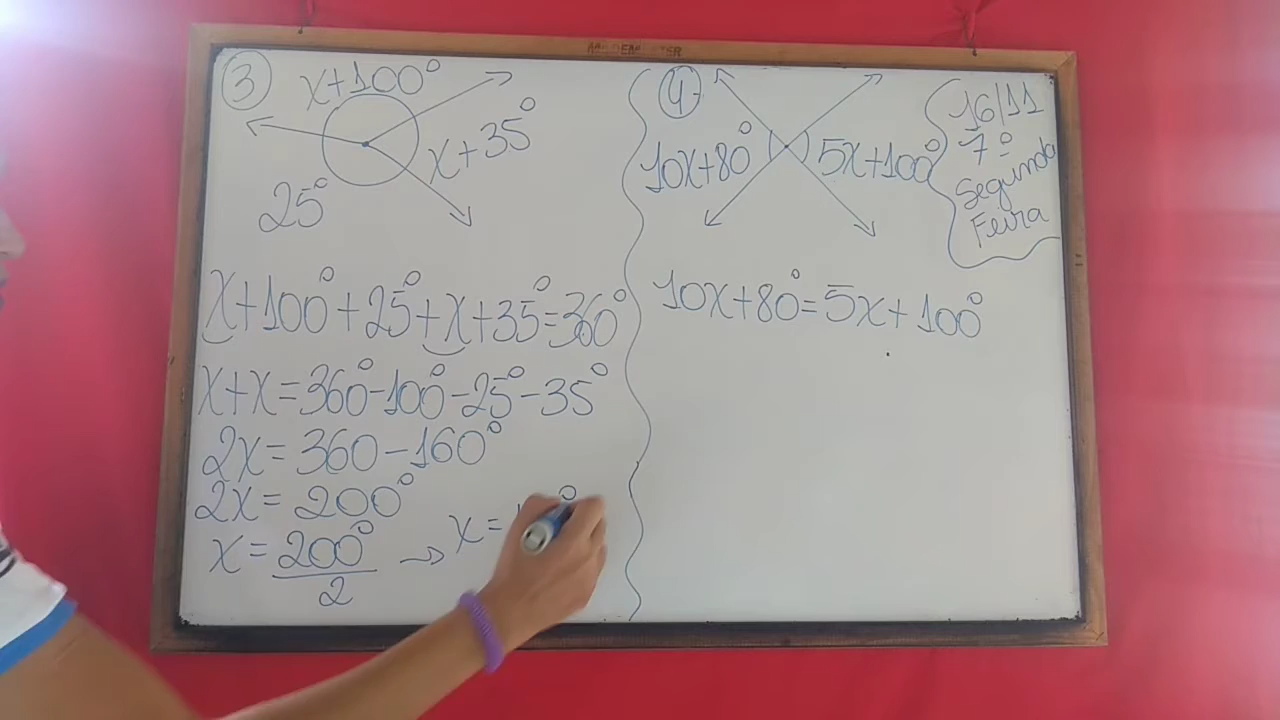 3
x+100°
x+35°
25°
x+100°+25°+x+35°=360°
x+x=360°-100°-25°-35°
2x=360-160°
2x=200°
x=200°/2 → x=
4-
10x+80°
5x+100°
10x+80°=5x+100°
16/11
7º
Segunda
Feira